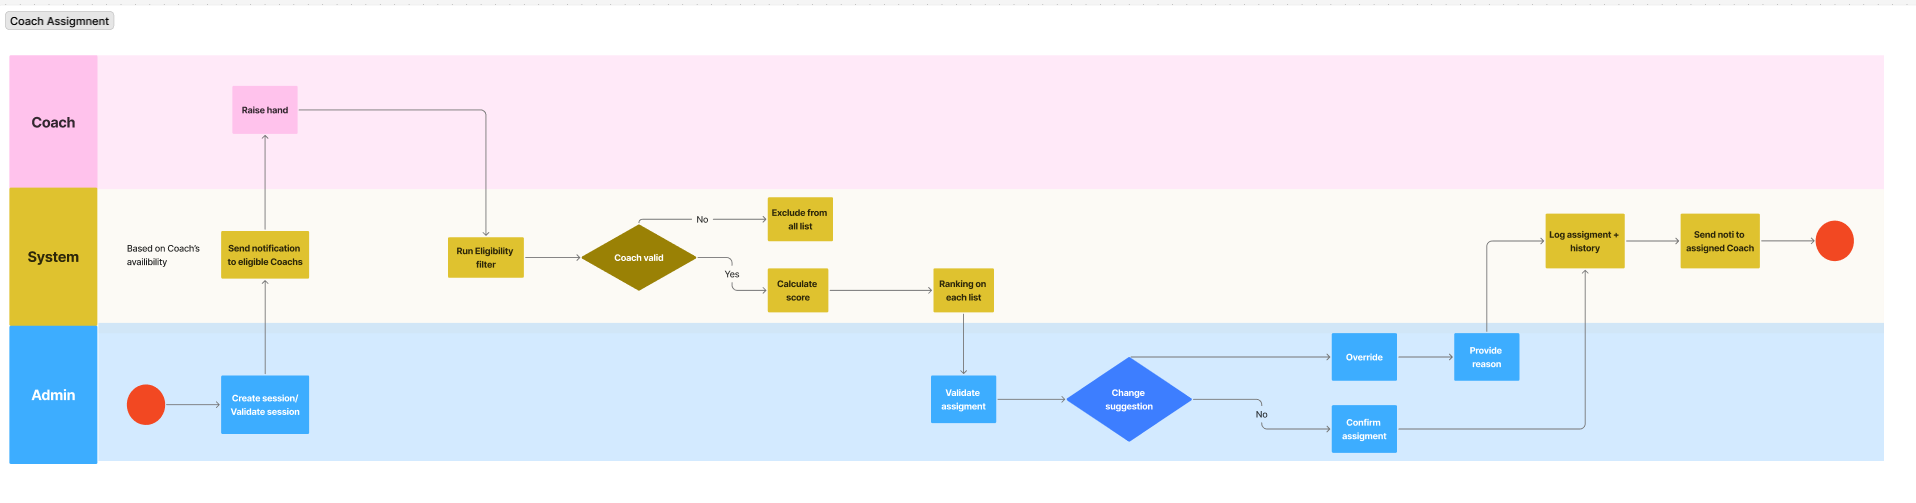 Coach Assigmnent
Coach
Raise hand
System
Based on Coach's
availibility
Send notification
to eligible Coachs
Run Eligibility
filter
Coach valid
No
Exclude from
all list
Yes
Calculate
score
Ranking on
each list
Log assigment +
history
Send noti to
assigned Coach
Admin
Create session/
Validate session
Validate
assigment
Change
suggestion
Override
Provide
reason
No
Confirm
assigment